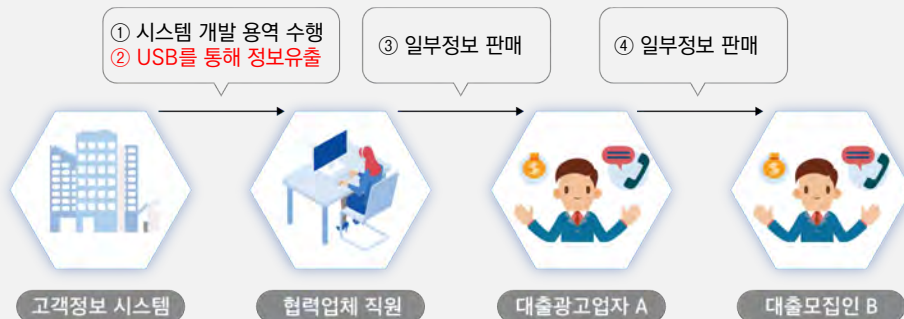 ① 시스템 개발 용역 수행
② USB를 통해 정보유출
③ 일부정보 판매
④ 일부정보 판매
고객정보 시스템
협력업체 직원
대출광고업자 A
대출모집인 B